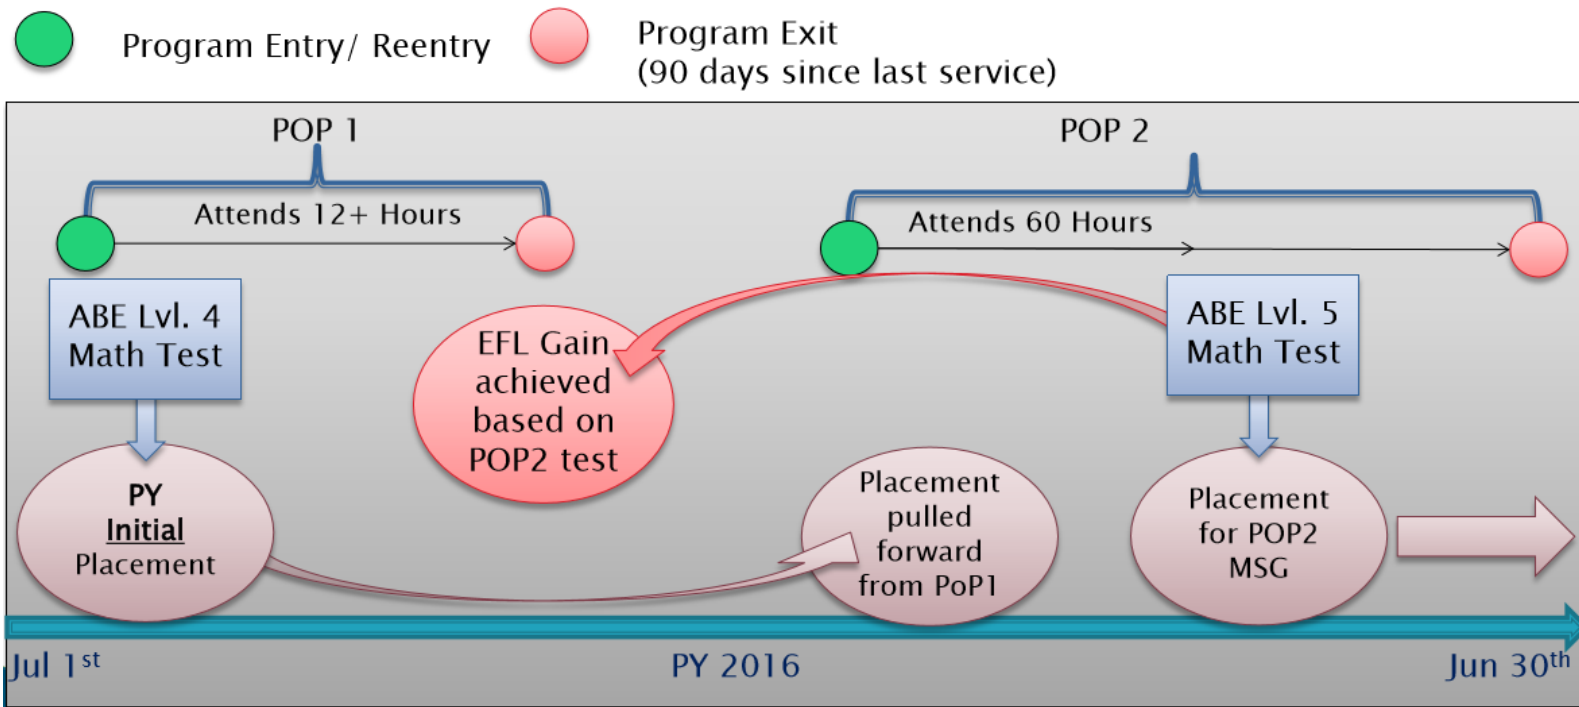 Program Entry/ Reentry
Program Exit
(90 days since last service)
POP 1
POP 2
Attends 12+ Hours
Attends 60 Hours
ABE Lvl. 4
Math Test
EFL Gain
achieved
based on
POP2 test
ABE Lvl. 5
Math Test
PY
Initial
Placement
Placement
pulled
forward
from PoP1
Placement
for POP2
MSG
Jul 1st
PY 2016
Jun 30th